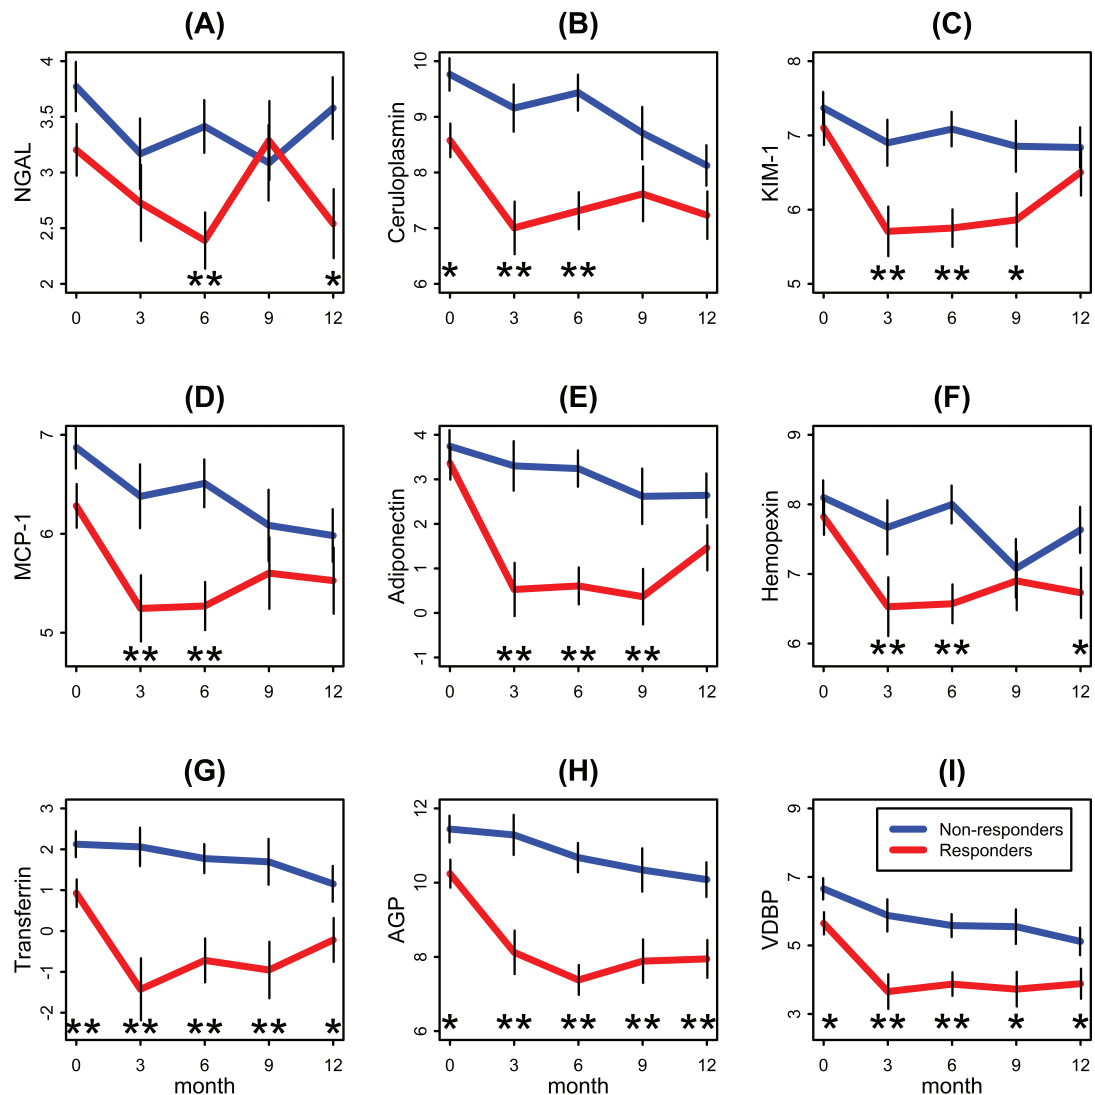 (A)
NGAL
4
3.5
3
2.5
2
** *
0 3 6 9 12
(B)
Ceruloplasmin
10
9
8
7
6
* ** **
0 3 6 9 12
(C)
KIM-1
8
7
6
5
** ** *
0 3 6 9 12
(D)
MCP-1
7
6
5
** **
0 3 6 9 12
(E)
Adiponectin
4
3
2
1
0
-1
** ** **
0 3 6 9 12
(F)
Hemopexin
9
8
7
6
** ** *
0 3 6 9 12
(G)
Transferrin
3
2
1
0
-1
-2
** ** ** ** *
0 3 6 9 12
month
(H)
AGP
12
10
8
6
* ** ** ** **
0 3 6 9 12
month
(I)
VDBP
9
7
5
3
Non-responders
Responders
* ** ** * *
0 3 6 9 12
month